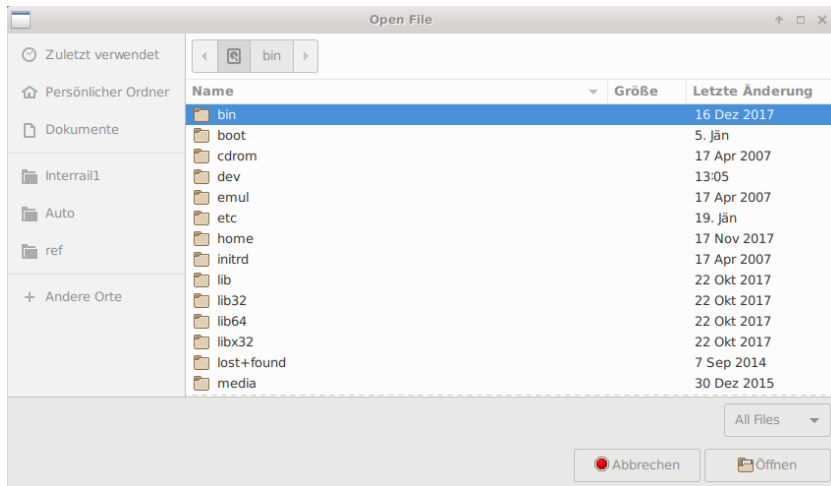 Open File
Zuletzt verwendet
Persönlicher Ordner
Dokumente
Interrail1
Auto
ref
+ Andere Orte
bin
Name Größe Letzte Änderung
bin 16 Dez 2017
boot 5. Jän
cdrom 17 Apr 2007
dev 13:05
emul 17 Apr 2007
etc 19. Jän
home 17 Nov 2017
initrd 17 Apr 2007
lib 22 Okt 2017
lib32 22 Okt 2017
lib64 22 Okt 2017
libx32 22 Okt 2017
lost+found 7 Sep 2014
media 30 Dez 2015
All Files
Abbrechen Öffnen